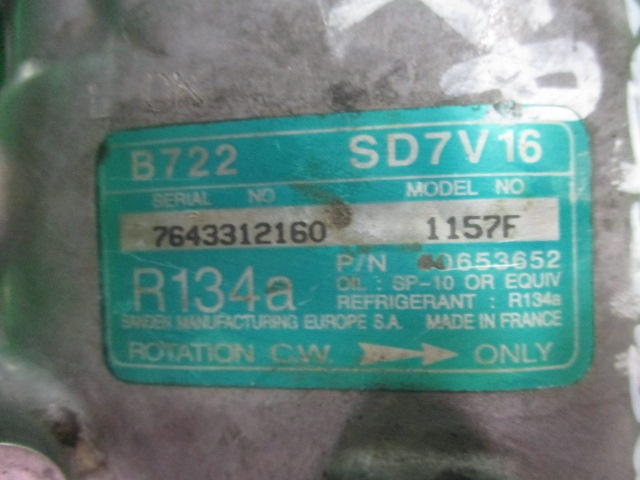 B722 SD7V16
SERIAL NO MODEL NO
7643312160 1157F
P/N 0653652
R134a
OIL : SP-10 OR EQUIV
REFRIGERANT : R134a
SANDEN MANUFACTURING EUROPE S.A. MADE IN FRANCE
ROTATION C.W. ONLY